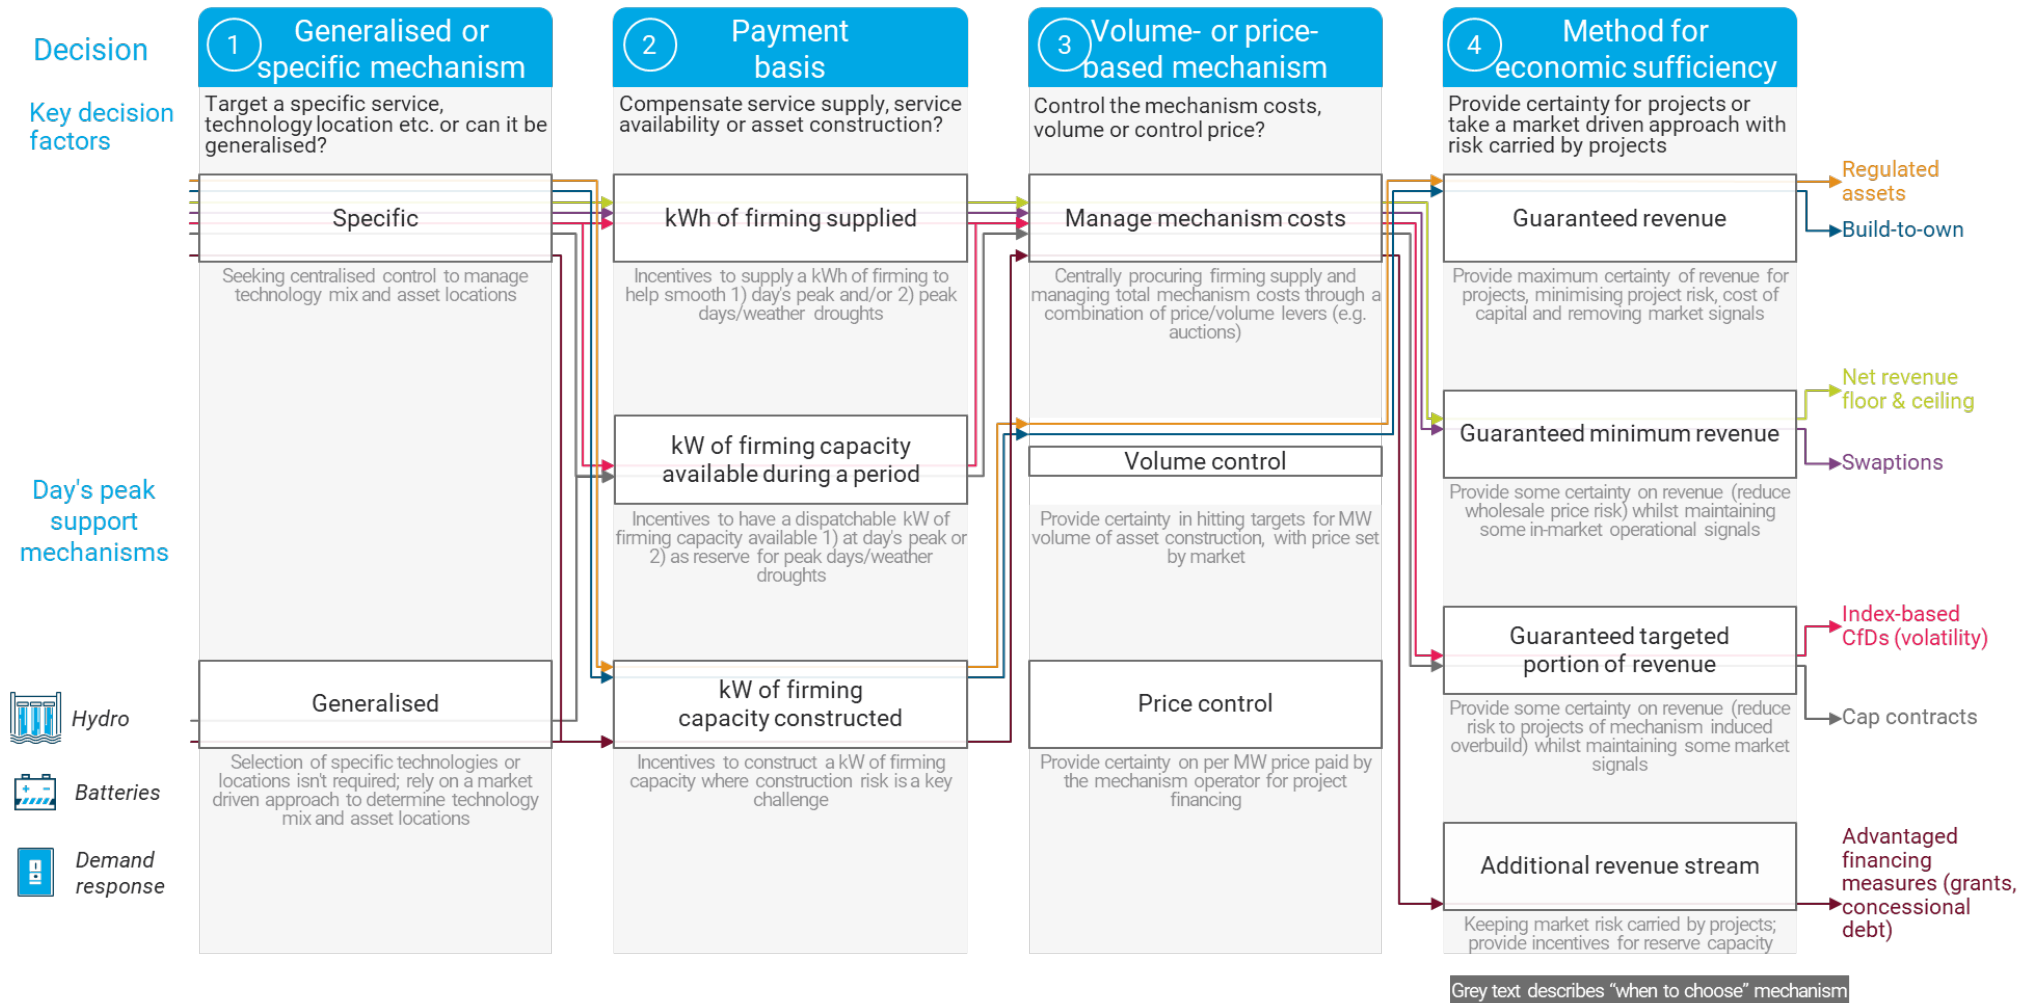 Decision
1
Generalised or
specific mechanism
2
Payment
basis
3
Volume- or price-
based mechanism
4
Method for
economic sufficiency
Key decision
factors
Target a specific service,
technology location etc. or can it be
generalised?
Compensate service supply, service
availability or asset construction?
Control the mechanism costs,
volume or control price?
Provide certainty for projects or
take a market driven approach with
risk carried by projects
Day's peak
support
mechanisms
Hydro
Batteries
Demand
response
Specific
Seeking centralised control to manage
technology mix and asset locations
Generalised
Selection of specific technologies or
locations isn't required; rely on a market
driven approach to determine technology
mix and asset locations
kWh of firming supplied
Incentives to supply a kWh of firming to
help smooth 1) day's peak and/or 2) peak
days/weather droughts
kW of firming capacity
available during a period
Incentives to have a dispatchable kW of
firming capacity available 1) at day's peak or
2) as reserve for peak days/weather
droughts
kW of firming
capacity constructed
Incentives to construct a kW of firming
capacity where construction risk is a key
challenge
Manage mechanism costs
Centrally procuring firming supply and
managing total mechanism costs through a
combination of price/volume levers (e.g.
auctions)
Volume control
Provide certainty in hitting targets for MW
volume of asset construction, with price set
by market
Price control
Provide certainty on per MW price paid by
the mechanism operator for project
financing
Guaranteed revenue
Provide maximum certainty of revenue for
projects, minimising project risk, cost of
capital and removing market signals
Guaranteed minimum revenue
Provide some certainty on revenue (reduce
wholesale price risk) whilst maintaining
some in-market operational signals
Guaranteed targeted
portion of revenue
Provide some certainty on revenue (reduce
risk to projects of mechanism induced
overbuild) whilst maintaining some market
signals
Additional revenue stream
Keeping market risk carried by projects;
provide incentives for reserve capacity
Regulated
assets
Build-to-own
Net revenue
floor & ceiling
Swaptions
Index-based
CfDs (volatility)
Cap contracts
Advantaged
financing
measures (grants,
concessional
debt)
Grey text describes “when to choose” mechanism